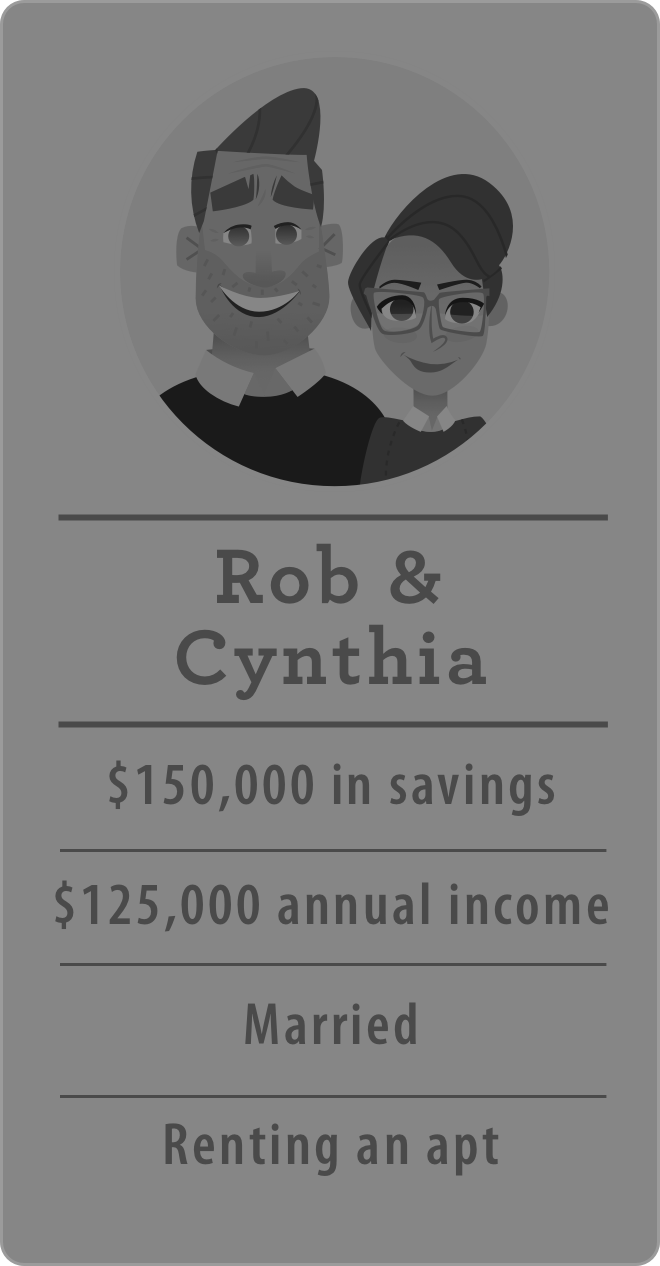 Rob &
Cynthia
$150,000 in savings
$125,000 annual income
Married
Renting an apt